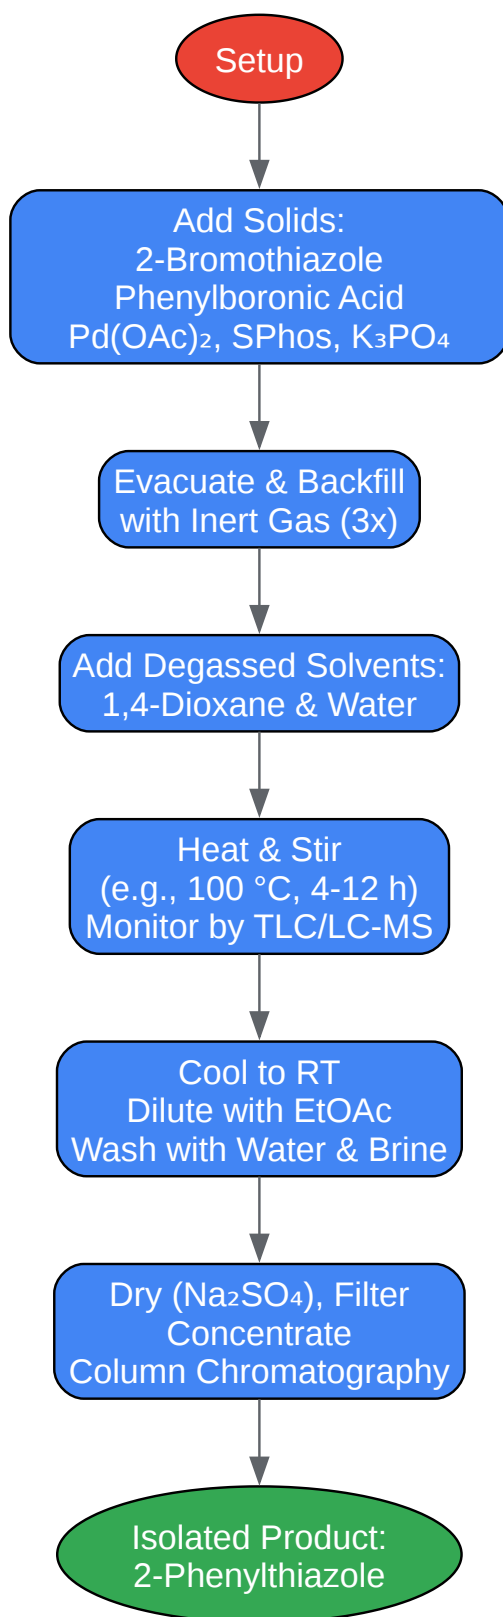 Setup
Add Solids:
2-Bromothiazole
Phenylboronic Acid
Pd(OAc)₂, SPhos, K₃PO₄
Evacuate & Backfill
with Inert Gas (3x)
Add Degassed Solvents:
1,4-Dioxane & Water
Heat & Stir
(e.g., 100 °C, 4-12 h)
Monitor by TLC/LC-MS
Cool to RT
Dilute with EtOAc
Wash with Water & Brine
Dry (Na₂SO₄), Filter
Concentrate
Column Chromatography
Isolated Product:
2-Phenylthiazole